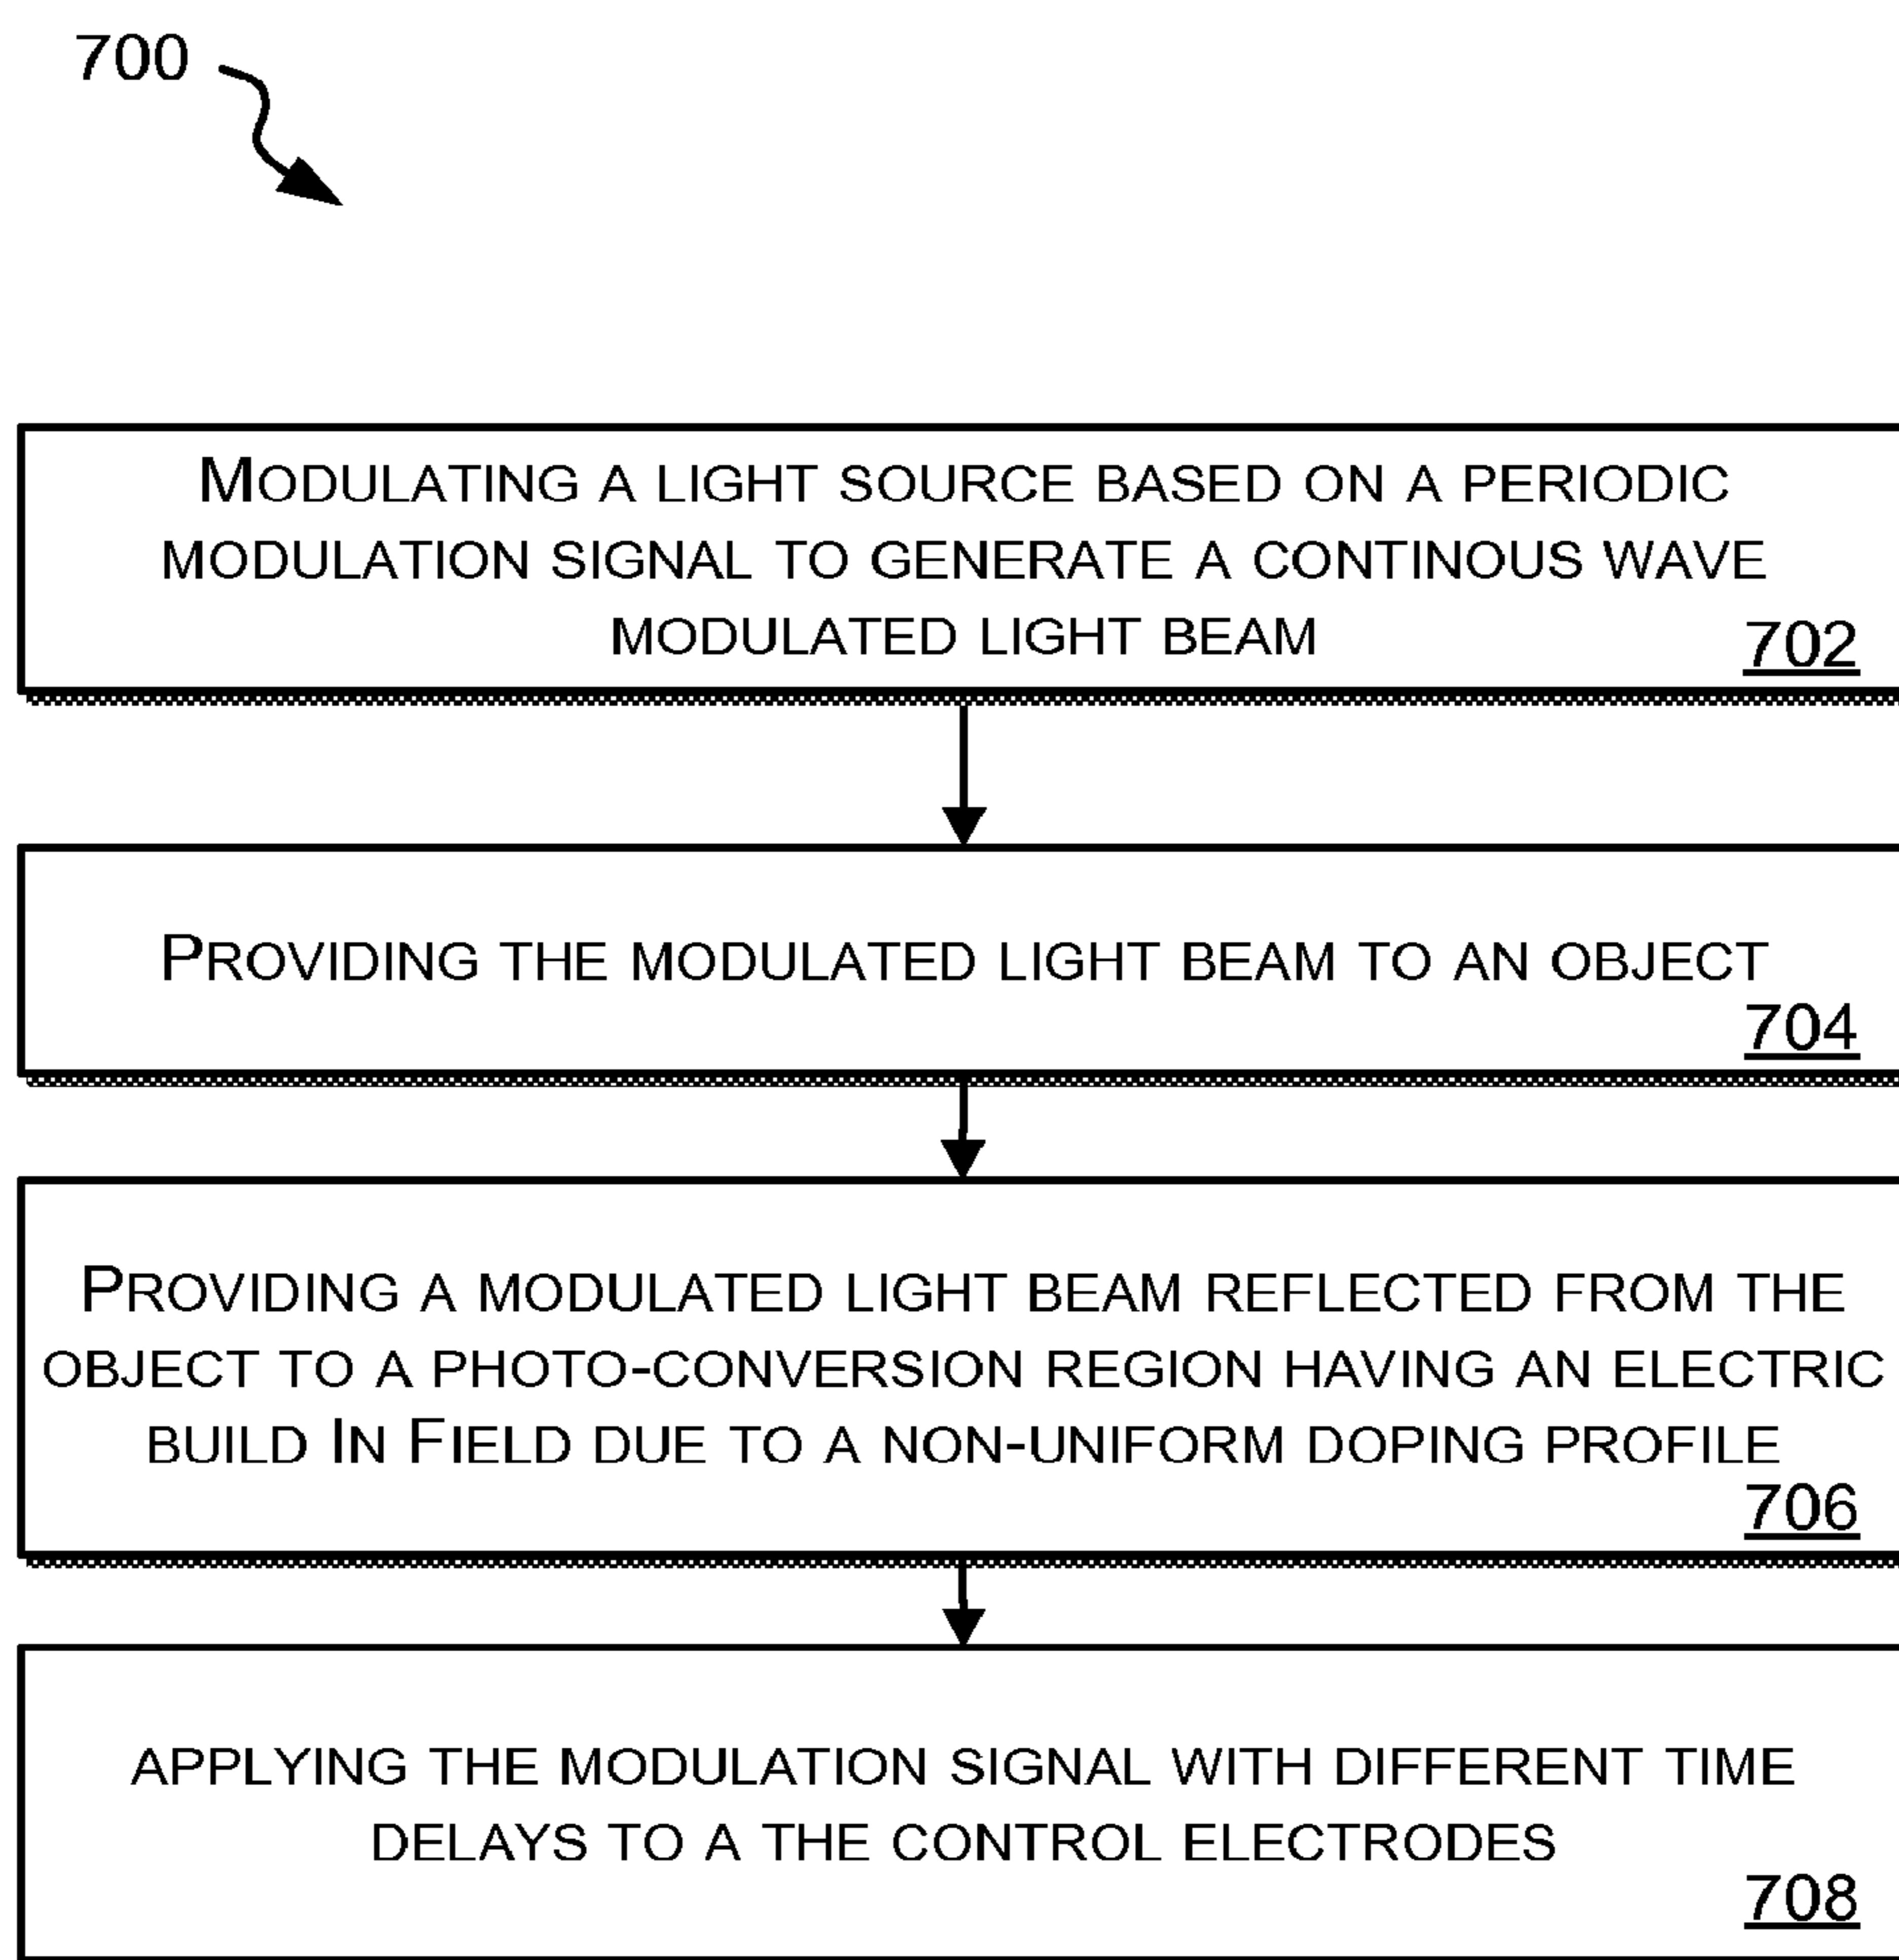 700
MODULATING A LIGHT SOURCE BASED ON A PERIODIC
MODULATION SIGNAL TO GENERATE A CONTINOUS WAVE
MODULATED LIGHT BEAM
702
PROVIDING THE MODULATED LIGHT BEAM TO AN OBJECT
704
PROVIDING A MODULATED LIGHT BEAM REFLECTED FROM THE
OBJECT TO A PHOTO-CONVERSION REGION HAVING AN ELECTRIC
BUILD IN FIELD DUE TO A NON-UNIFORM DOPING PROFILE
706
APPLYING THE MODULATION SIGNAL WITH DIFFERENT TIME
DELAYS TO A THE CONTROL ELECTRODES
708